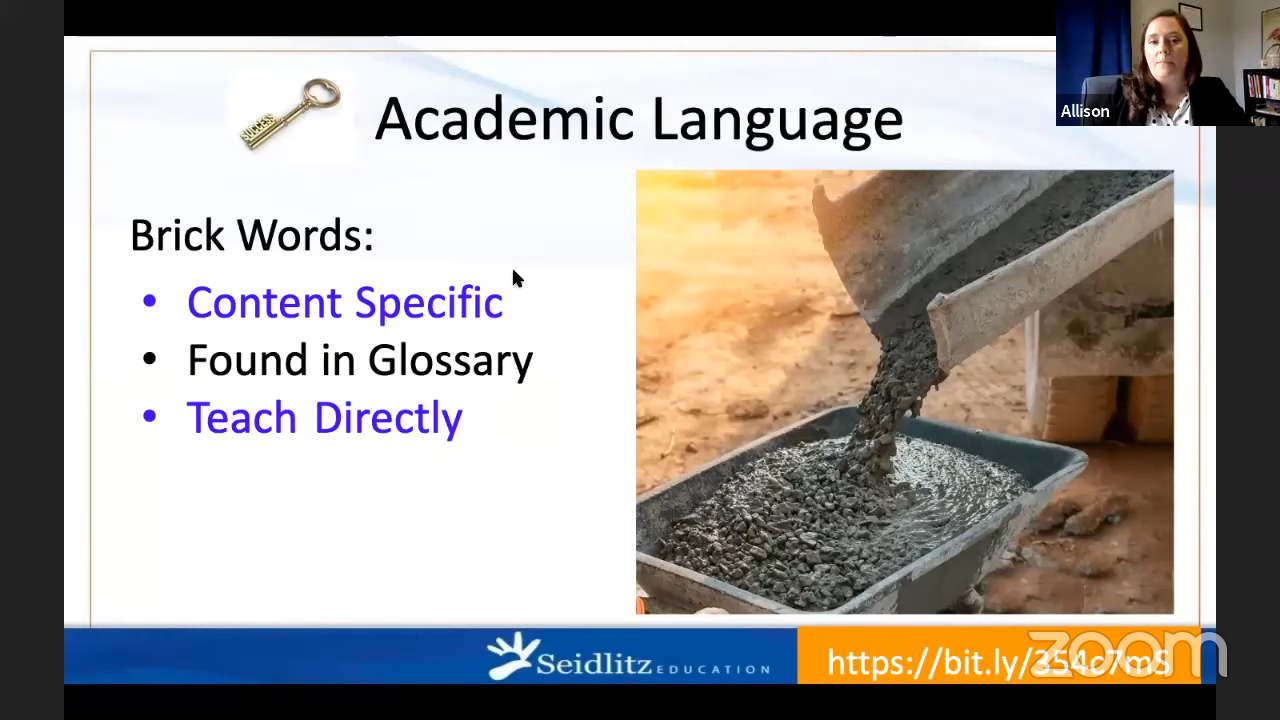 Academic Language
SUCCESS
Allison
Brick Words:
• Content Specific
• Found in Glossary
• Teach Directly
Seidlitz EDUCATION
https://bit.ly/354c7mS
zoom